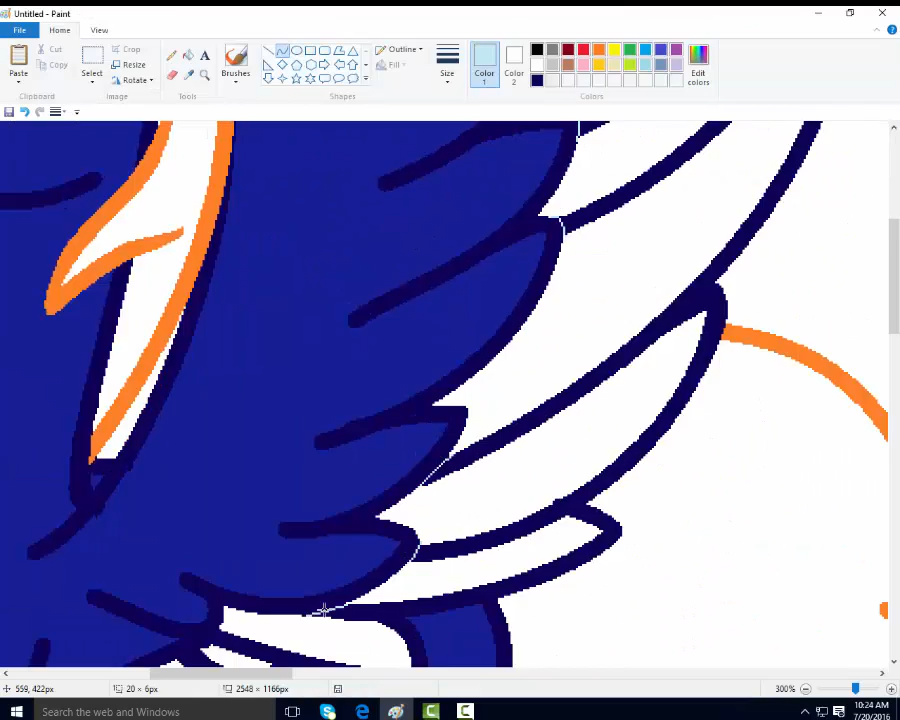 Untitled - Paint
File Home View
Paste
Cut
Copy
Clipboard
Select
Crop
Resize
Rotate
Image
A
Tools
Brushes
Outline
Fill
Shapes
Size
Color 1
Color 2
Edit colors
Colors
559, 422px 20 × 6px 2548 × 1166px 300%
Search the web and Windows
10:24 AM
7/20/2016